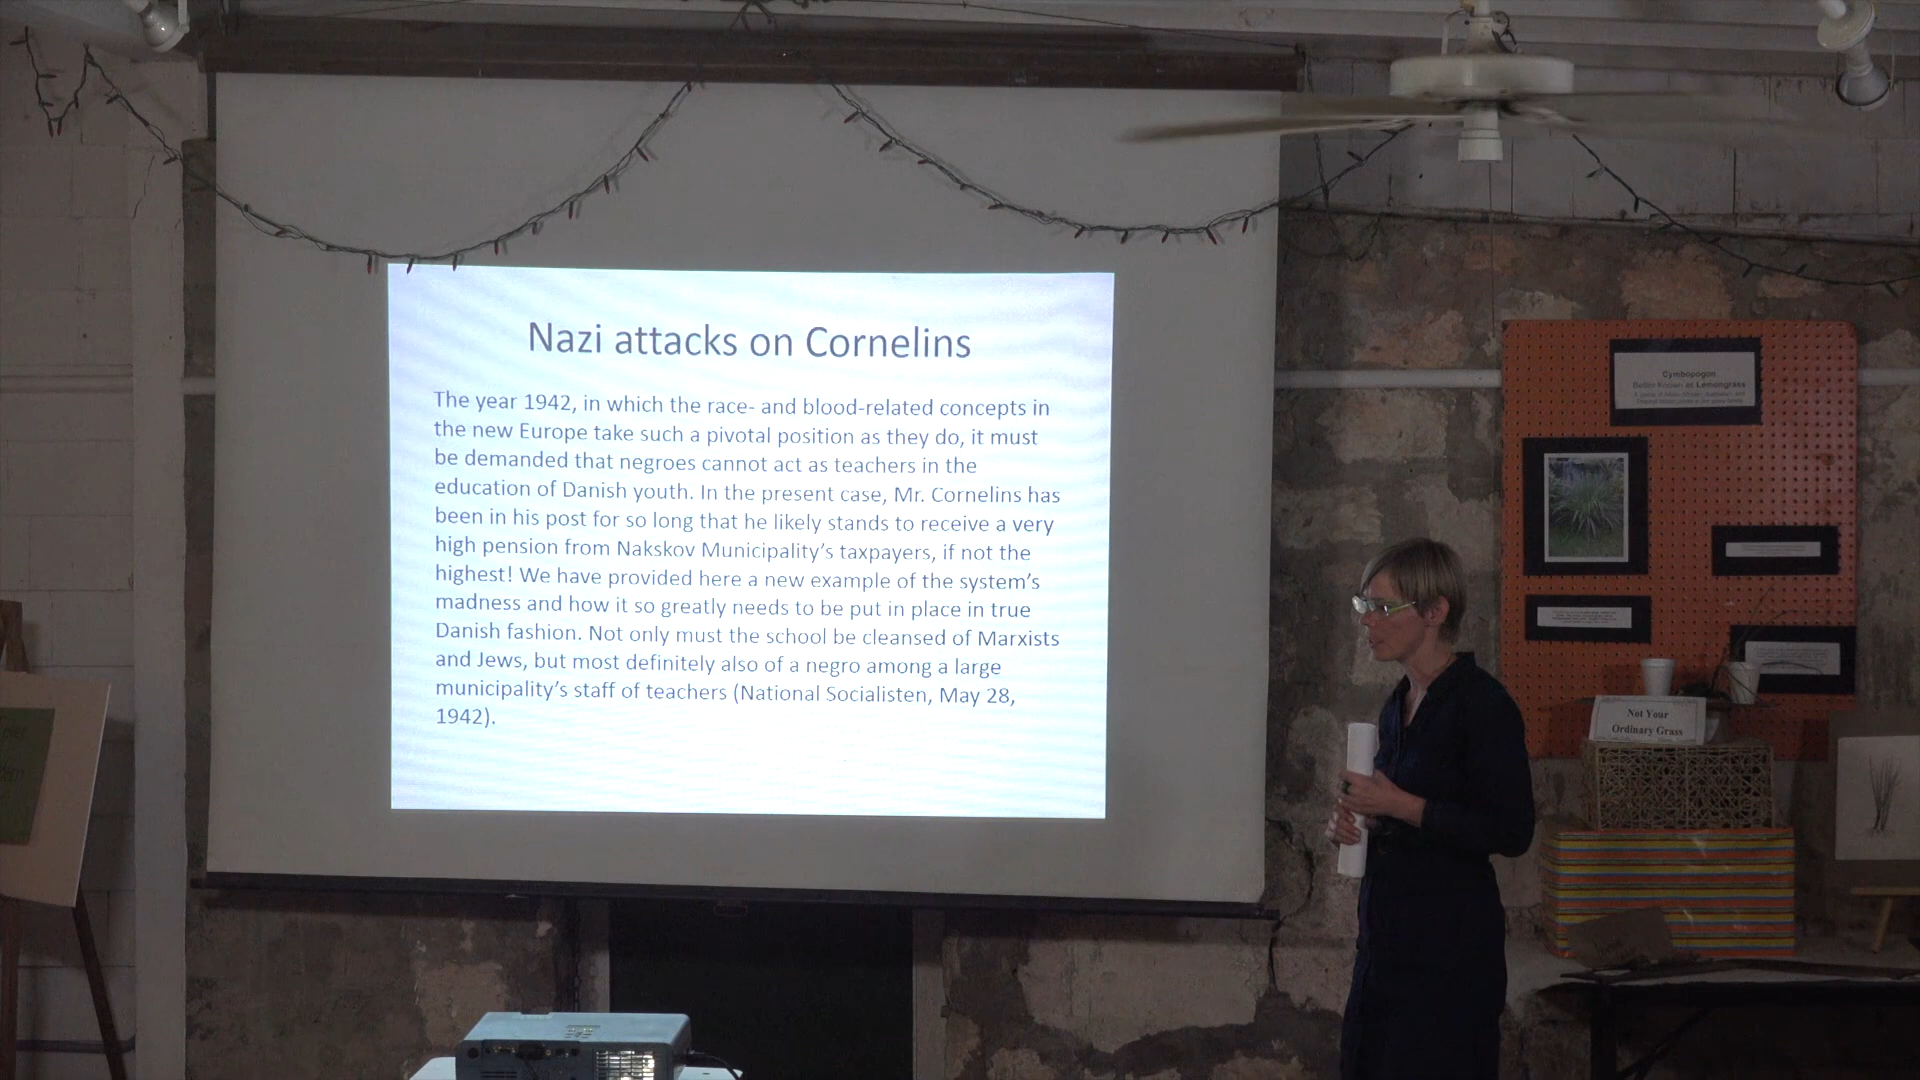 Nazi attacks on Cornelins
The year 1942, in which the race- and blood-related concepts in
the new Europe take such a pivotal position as they do, it must
be demanded that negroes cannot act as teachers in the
education of Danish youth. In the present case, Mr. Cornelins has
been in his post for so long that he likely stands to receive a very
high pension from Nakskov Municipality's taxpayers, if not the
highest! We have provided here a new example of the system's
madness and how it so greatly needs to be put in place in true
Danish fashion. Not only must the school be cleansed of Marxists
and Jews, but most definitely also of a negro among a large
municipality's staff of teachers (National Socialisten, May 28,
1942).
Cymbopogon
Better Known as Lemongrass
Not Your
Ordinary Grass